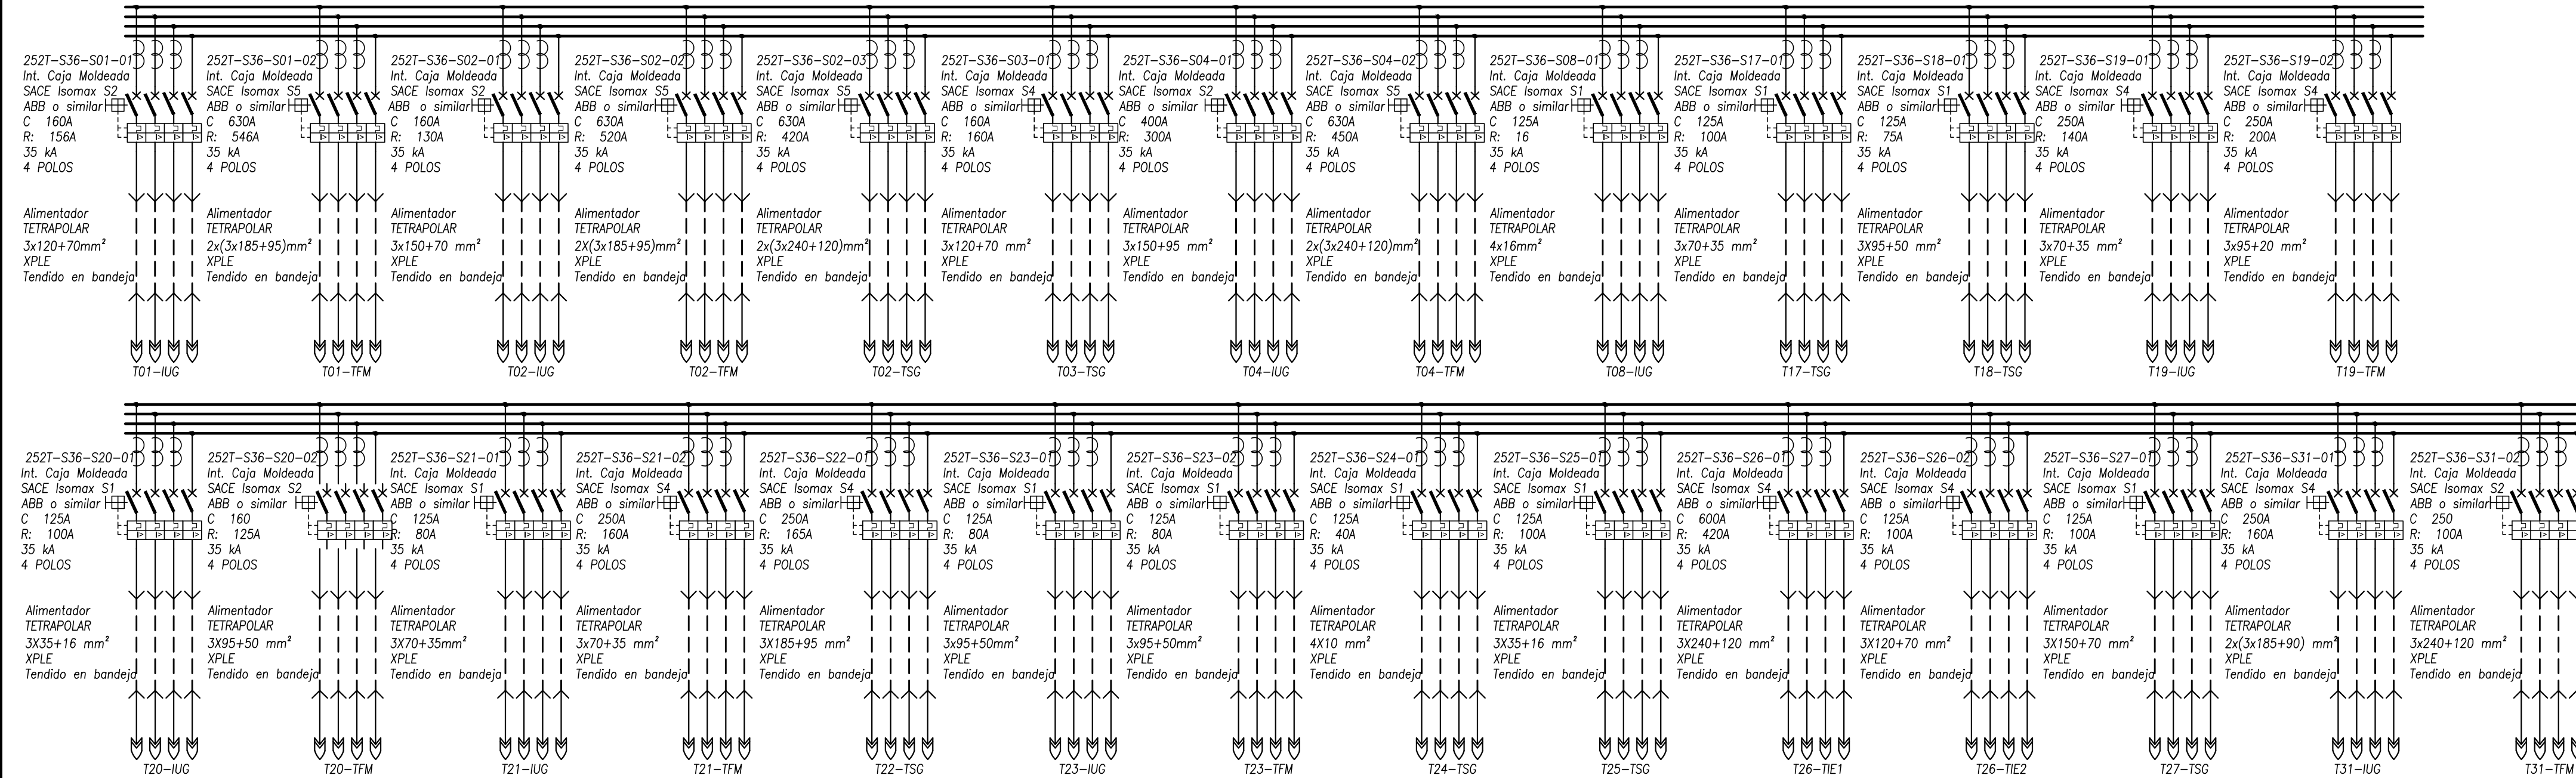 252T-S36-S01-01
Int. Caja Moldeada
SACE Isomax S2
ABB o similar
C 160A
R: 156A
35 kA
4 POLOS
Alimentador
TETRAPOLAR
3x120+70mm²
XPLE
Tendido en bandeja
T01-IUG
252T-S36-S01-02
Int. Caja Moldeada
SACE Isomax S5
ABB o similar
C 630A
R: 546A
35 kA
4 POLOS
Alimentador
TETRAPOLAR
2x(3x185+95)mm²
XPLE
Tendido en bandeja
T01-TFM
252T-S36-S02-01
Int. Caja Moldeada
SACE Isomax S2
ABB o similar
C 160A
R: 130A
35 kA
4 POLOS
Alimentador
TETRAPOLAR
3x150+70 mm²
XPLE
Tendido en bandeja
T02-IUG
252T-S36-S02-02
Int. Caja Moldeada
SACE Isomax S5
ABB o similar
C 630A
R: 520A
35 kA
4 POLOS
Alimentador
TETRAPOLAR
2X(3x185+95)mm²
XPLE
Tendido en bandeja
T02-TFM
252T-S36-S02-03
Int. Caja Moldeada
SACE Isomax S5
ABB o similar
C 630A
R: 420A
35 kA
4 POLOS
Alimentador
TETRAPOLAR
2x(3x240+120)mm²
XPLE
Tendido en bandeja
T02-TSG
252T-S36-S03-01
Int. Caja Moldeada
SACE Isomax S4
ABB o similar
C 160A
R: 160A
35 kA
4 POLOS
Alimentador
TETRAPOLAR
3x120+70 mm²
XPLE
Tendido en bandeja
T03-TSG
252T-S36-S04-01
Int. Caja Moldeada
SACE Isomax S2
ABB o similar
C 400A
R: 300A
35 kA
4 POLOS
Alimentador
TETRAPOLAR
3x150+95 mm²
XPLE
Tendido en bandeja
T04-IUG
252T-S36-S04-02
Int. Caja Moldeada
SACE Isomax S5
ABB o similar
C 630A
R: 450A
35 kA
4 POLOS
Alimentador
TETRAPOLAR
2x(3x240+120)mm²
XPLE
Tendido en bandeja
T04-TFM
252T-S36-S08-01
Int. Caja Moldeada
SACE Isomax S1
ABB o similar
C 125A
R: 16
35 kA
4 POLOS
Alimentador
TETRAPOLAR
4x16mm²
XPLE
Tendido en bandeja
T08-IUG
252T-S36-S17-01
Int. Caja Moldeada
SACE Isomax S1
ABB o similar
C 125A
R: 100A
35 kA
4 POLOS
Alimentador
TETRAPOLAR
3x70+35 mm²
XPLE
Tendido en bandeja
T17-TSG
252T-S36-S18-01
Int. Caja Moldeada
SACE Isomax S1
ABB o similar
C 125A
R: 75A
35 kA
4 POLOS
Alimentador
TETRAPOLAR
3X95+50 mm²
XPLE
Tendido en bandeja
T18-TSG
252T-S36-S19-01
Int. Caja Moldeada
SACE Isomax S4
ABB o similar
C 250A
R: 140A
35 kA
4 POLOS
Alimentador
TETRAPOLAR
3x70+35 mm²
XPLE
Tendido en bandeja
T19-IUG
252T-S36-S19-02
Int. Caja Moldeada
SACE Isomax S4
ABB o similar
C 250A
R: 200A
35 kA
4 POLOS
Alimentador
TETRAPOLAR
3x95+20 mm²
XPLE
Tendido en bandeja
T19-TFM
252T-S36-S20-01
Int. Caja Moldeada
SACE Isomax S1
ABB o similar
C 125A
R: 100A
35 kA
4 POLOS
Alimentador
TETRAPOLAR
3X35+16 mm²
XPLE
Tendido en bandeja
T20-IUG
252T-S36-S20-02
Int. Caja Moldeada
SACE Isomax S2
ABB o similar
C 160
R: 125A
35 kA
4 POLOS
Alimentador
TETRAPOLAR
3X95+50 mm²
XPLE
Tendido en bandeja
T20-TFM
252T-S36-S21-01
Int. Caja Moldeada
SACE Isomax S1
ABB o similar
C 125A
R: 80A
35 kA
4 POLOS
Alimentador
TETRAPOLAR
3X70+35mm²
XPLE
Tendido en bandeja
T21-IUG
252T-S36-S21-02
Int. Caja Moldeada
SACE Isomax S4
ABB o similar
C 250A
R: 160A
35 kA
4 POLOS
Alimentador
TETRAPOLAR
3x70+35 mm²
XPLE
Tendido en bandeja
T21-TFM
252T-S36-S22-01
Int. Caja Moldeada
SACE Isomax S4
ABB o similar
C 250A
R: 165A
35 kA
4 POLOS
Alimentador
TETRAPOLAR
3X185+95 mm²
XPLE
Tendido en bandeja
T22-TSG
252T-S36-S23-01
Int. Caja Moldeada
SACE Isomax S1
ABB o similar
C 125A
R: 80A
35 kA
4 POLOS
Alimentador
TETRAPOLAR
3x95+50mm²
XPLE
Tendido en bandeja
T23-IUG
252T-S36-S23-02
Int. Caja Moldeada
SACE Isomax S1
ABB o similar
C 125A
R: 80A
35 kA
4 POLOS
Alimentador
TETRAPOLAR
3x95+50mm²
XPLE
Tendido en bandeja
T23-TFM
252T-S36-S24-01
Int. Caja Moldeada
SACE Isomax S1
ABB o similar
C 125A
R: 40A
35 kA
4 POLOS
Alimentador
TETRAPOLAR
4X10 mm²
XPLE
Tendido en bandeja
T24-TSG
252T-S36-S25-01
Int. Caja Moldeada
SACE Isomax S1
ABB o similar
C 125A
R: 100A
35 kA
4 POLOS
Alimentador
TETRAPOLAR
3X35+16 mm²
XPLE
Tendido en bandeja
T25-TSG
252T-S36-S26-01
Int. Caja Moldeada
SACE Isomax S4
ABB o similar
C 600A
R: 420A
35 kA
4 POLOS
Alimentador
TETRAPOLAR
3X240+120 mm²
XPLE
Tendido en bandeja
T26-TIE1
252T-S36-S26-02
Int. Caja Moldeada
SACE Isomax S4
ABB o similar
C 125A
R: 100A
35 kA
4 POLOS
Alimentador
TETRAPOLAR
3X120+70 mm²
XPLE
Tendido en bandeja
T26-TIE2
252T-S36-S27-01
Int. Caja Moldeada
SACE Isomax S1
ABB o similar
C 125A
R: 100A
35 kA
4 POLOS
Alimentador
TETRAPOLAR
3X150+70 mm²
XPLE
Tendido en bandeja
T27-TSG
252T-S36-S31-01
Int. Caja Moldeada
SACE Isomax S4
ABB o similar
C 250A
R: 160A
35 kA
4 POLOS
Alimentador
TETRAPOLAR
2x(3x185+90) mm²
XPLE
Tendido en bandeja
T31-IUG
252T-S36-S31-02
Int. Caja Moldeada
SACE Isomax S2
ABB o similar
C 250
R: 100A
35 kA
4 POLOS
Alimentador
TETRAPOLAR
3x240+120 mm²
XPLE
Tendido en bandeja
T31-TFM